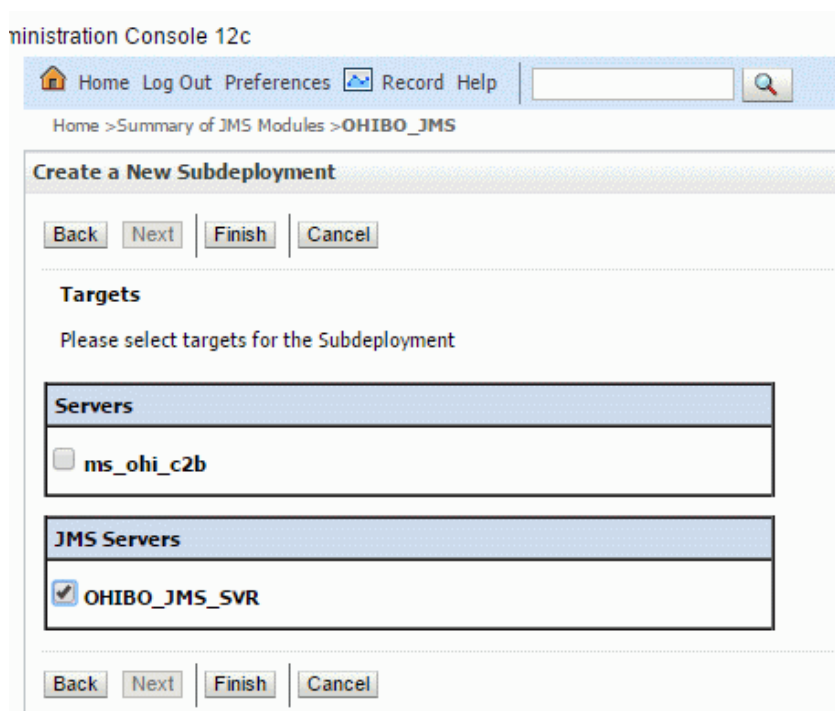 ministration Console 12c
Home Log Out Preferences Record Help
Home >Summary of JMS Modules >OHIBO_JMS
Create a New Subdeployment
Back Next Finish Cancel
Targets
Please select targets for the Subdeployment
Servers
ms_ohi_c2b
JMS Servers
OHIBO_JMS_SVR
Back Next Finish Cancel